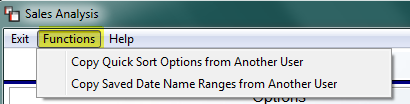 Sales Analysis
Exit Functions Help
Copy Quick Sort Options from Another User
Copy Saved Date Name Ranges from Another User
Options